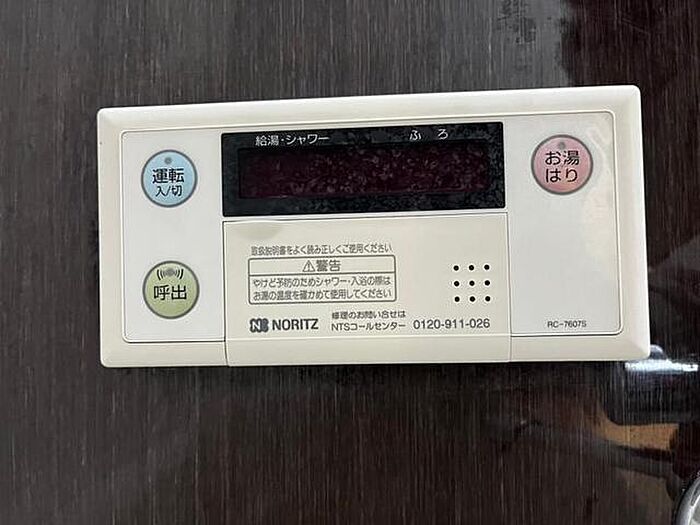 給湯・シャワー
ふろ
運転
入/切
お湯
はり
呼出
取扱説明書をよく読み正しくご使用ください
⚠警告
やけど予防のためシャワー・入浴の際は
お湯の温度を確かめて使用してください
NORITZ
修理のお問い合せは
NTSコールセンター 0120-911-026
RC-7607S